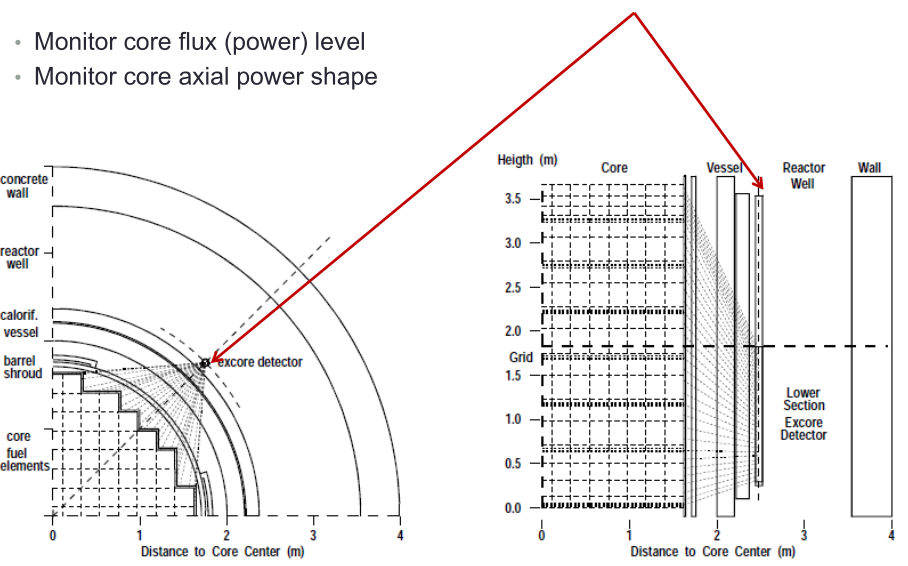 • Monitor core flux (power) level
• Monitor core axial power shape
concrete
wall
reactor
well
calorif.
vessel
barrel
shroud
core
fuel
elements
excore detector
0 1 2 3 4
Distance to Core Center (m)
Heigth (m)
Core
Vessel
Reactor
Well
Wall
3.5
3.0
2.5
2.0
Grid
1.5
1.0
0.5
0.0
Lower
Section
Excore
Detector
0 1 2 3 4
Distance to Core Center (m)